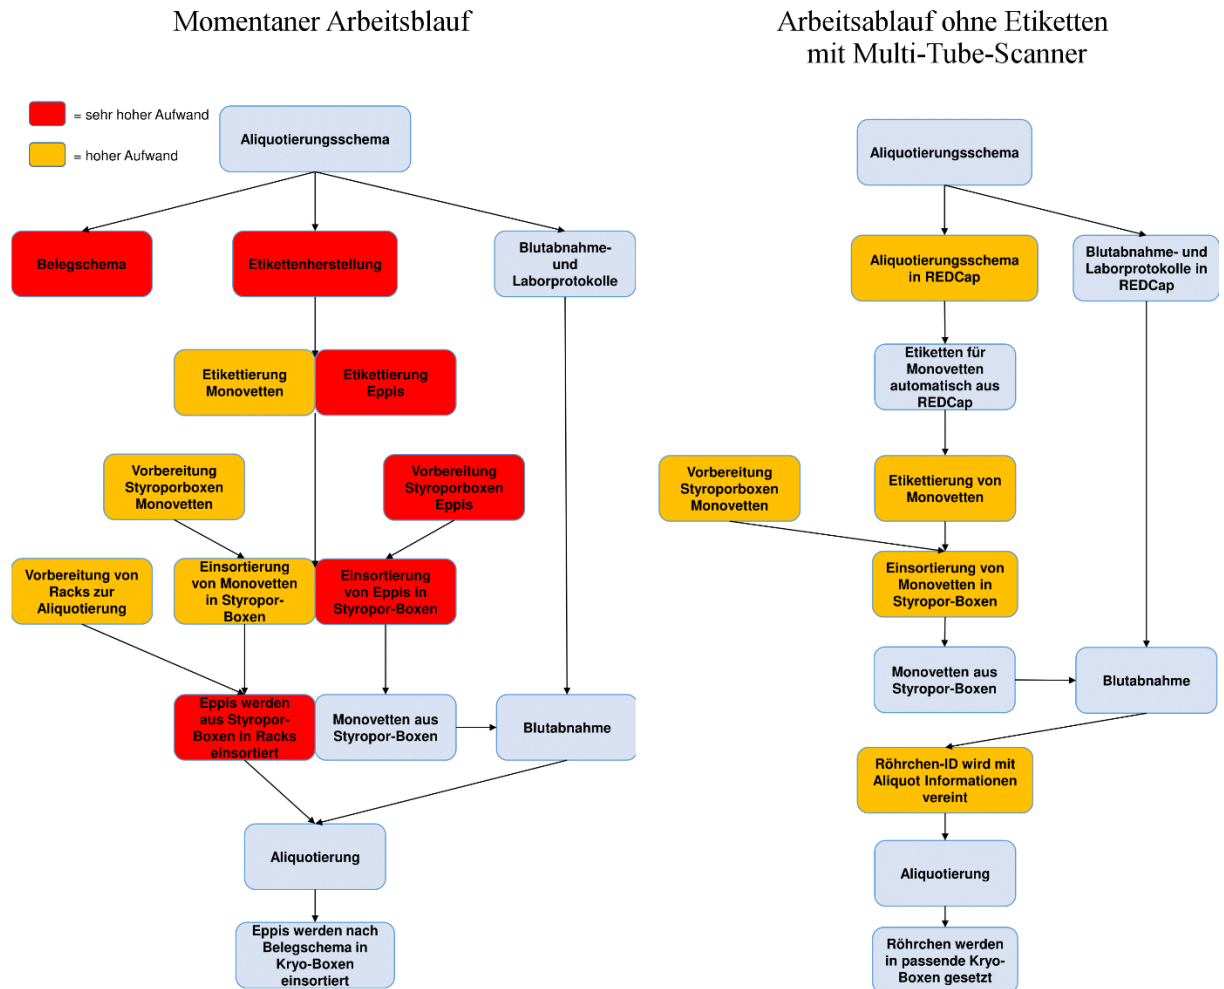 Momentaner Arbeitsblauf
= sehr hoher Aufwand
= hoher Aufwand
Aliquotierungsschema
Belegschema
Etikettenherstellung
Blutabnahme-
und
Laborprotokolle
Etikettierung
Monovetten
Etikettierung
Eppis
Vorbereitung
Styroporboxen
Monovetten
Vorbereitung
Styroporboxen
Eppis
Vorbereitung von
Racks zur
Aliquotierung
Einsortierung
von Monovetten
in Styropor-
Boxen
Einsortierung
von Eppis in
Styropor-Boxen
Eppis werden
aus Styropor-
Boxen in Racks
einsortiert
Monovetten aus
Styropor-Boxen
Blutabnahme
Aliquotierung
Eppis werden nach
Belegschema in
Kryo-Boxen
einsortiert
Arbeitsablauf ohne Etiketten
mit Multi-Tube-Scanner
Aliquotierungsschema
Aliquotierungsschema
in REDCap
Blutabnahme- und
Laborprotokolle in
REDCap
Etiketten für
Monovetten
automatisch aus
REDCap
Vorbereitung
Styroporboxen
Monovetten
Etikettierung von
Monovetten
Einsortierung von
Monovetten in
Styropor-Boxen
Monovetten aus
Styropor-Boxen
Blutabnahme
Röhrchen-ID wird mit
Aliquot Informationen
vereint
Aliquotierung
Röhrchen werden
in passende Kryo-
Boxen gesetzt